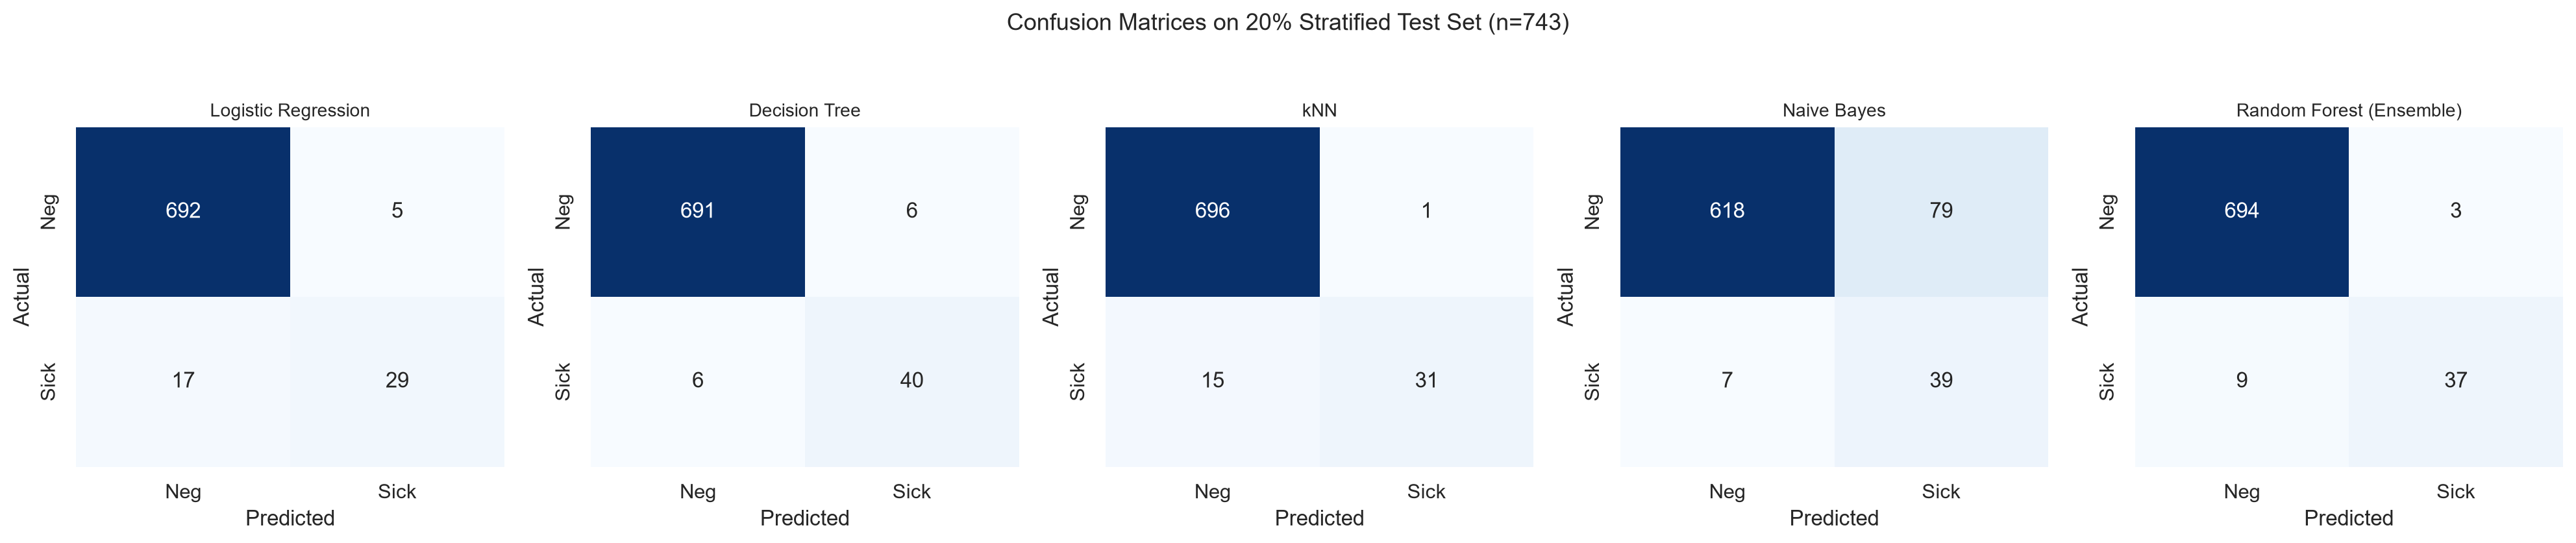 Confusion Matrices on 20% Stratified Test Set (n=743)
Logistic Regression
Actual
Neg
Sick
692 5
17 29
Neg Sick
Predicted
Decision Tree
Actual
Neg
Sick
691 6
6 40
Neg Sick
Predicted
kNN
Actual
Neg
Sick
696 1
15 31
Neg Sick
Predicted
Naive Bayes
Actual
Neg
Sick
618 79
7 39
Neg Sick
Predicted
Random Forest (Ensemble)
Actual
Neg
Sick
694 3
9 37
Neg Sick
Predicted